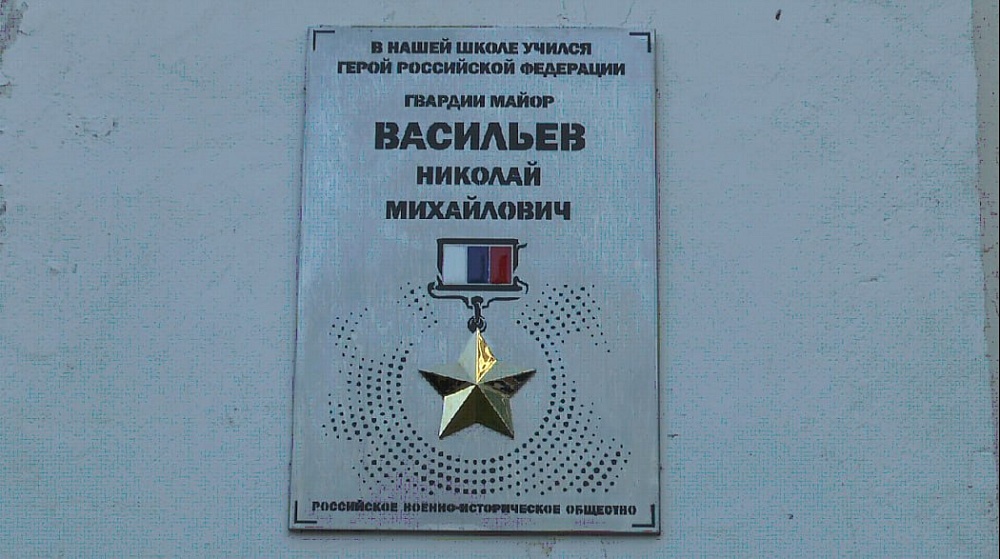 В НАШЕЙ ШКОЛЕ УЧИЛСЯ
ГЕРОЙ РОССИЙСКОЙ ФЕДЕРАЦИИ
ГВАРДИИ МАЙОР
ВАСИЛЬЕВ
НИКОЛАЙ
МИХАЙЛОВИЧ
РОССИЙСКОЕ ВОЕННО-ИСТОРИЧЕСКОЕ ОБЩЕСТВО